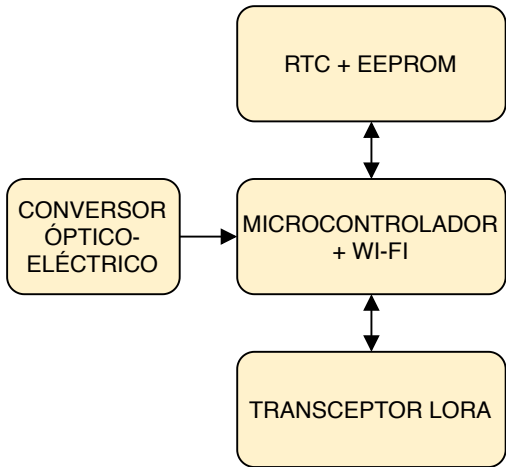 RTC + EEPROM
CONVERSOR
ÓPTICO-
ELÉCTRICO
MICROCONTROLADOR
+ WI-FI
TRANSCEPTOR LORA